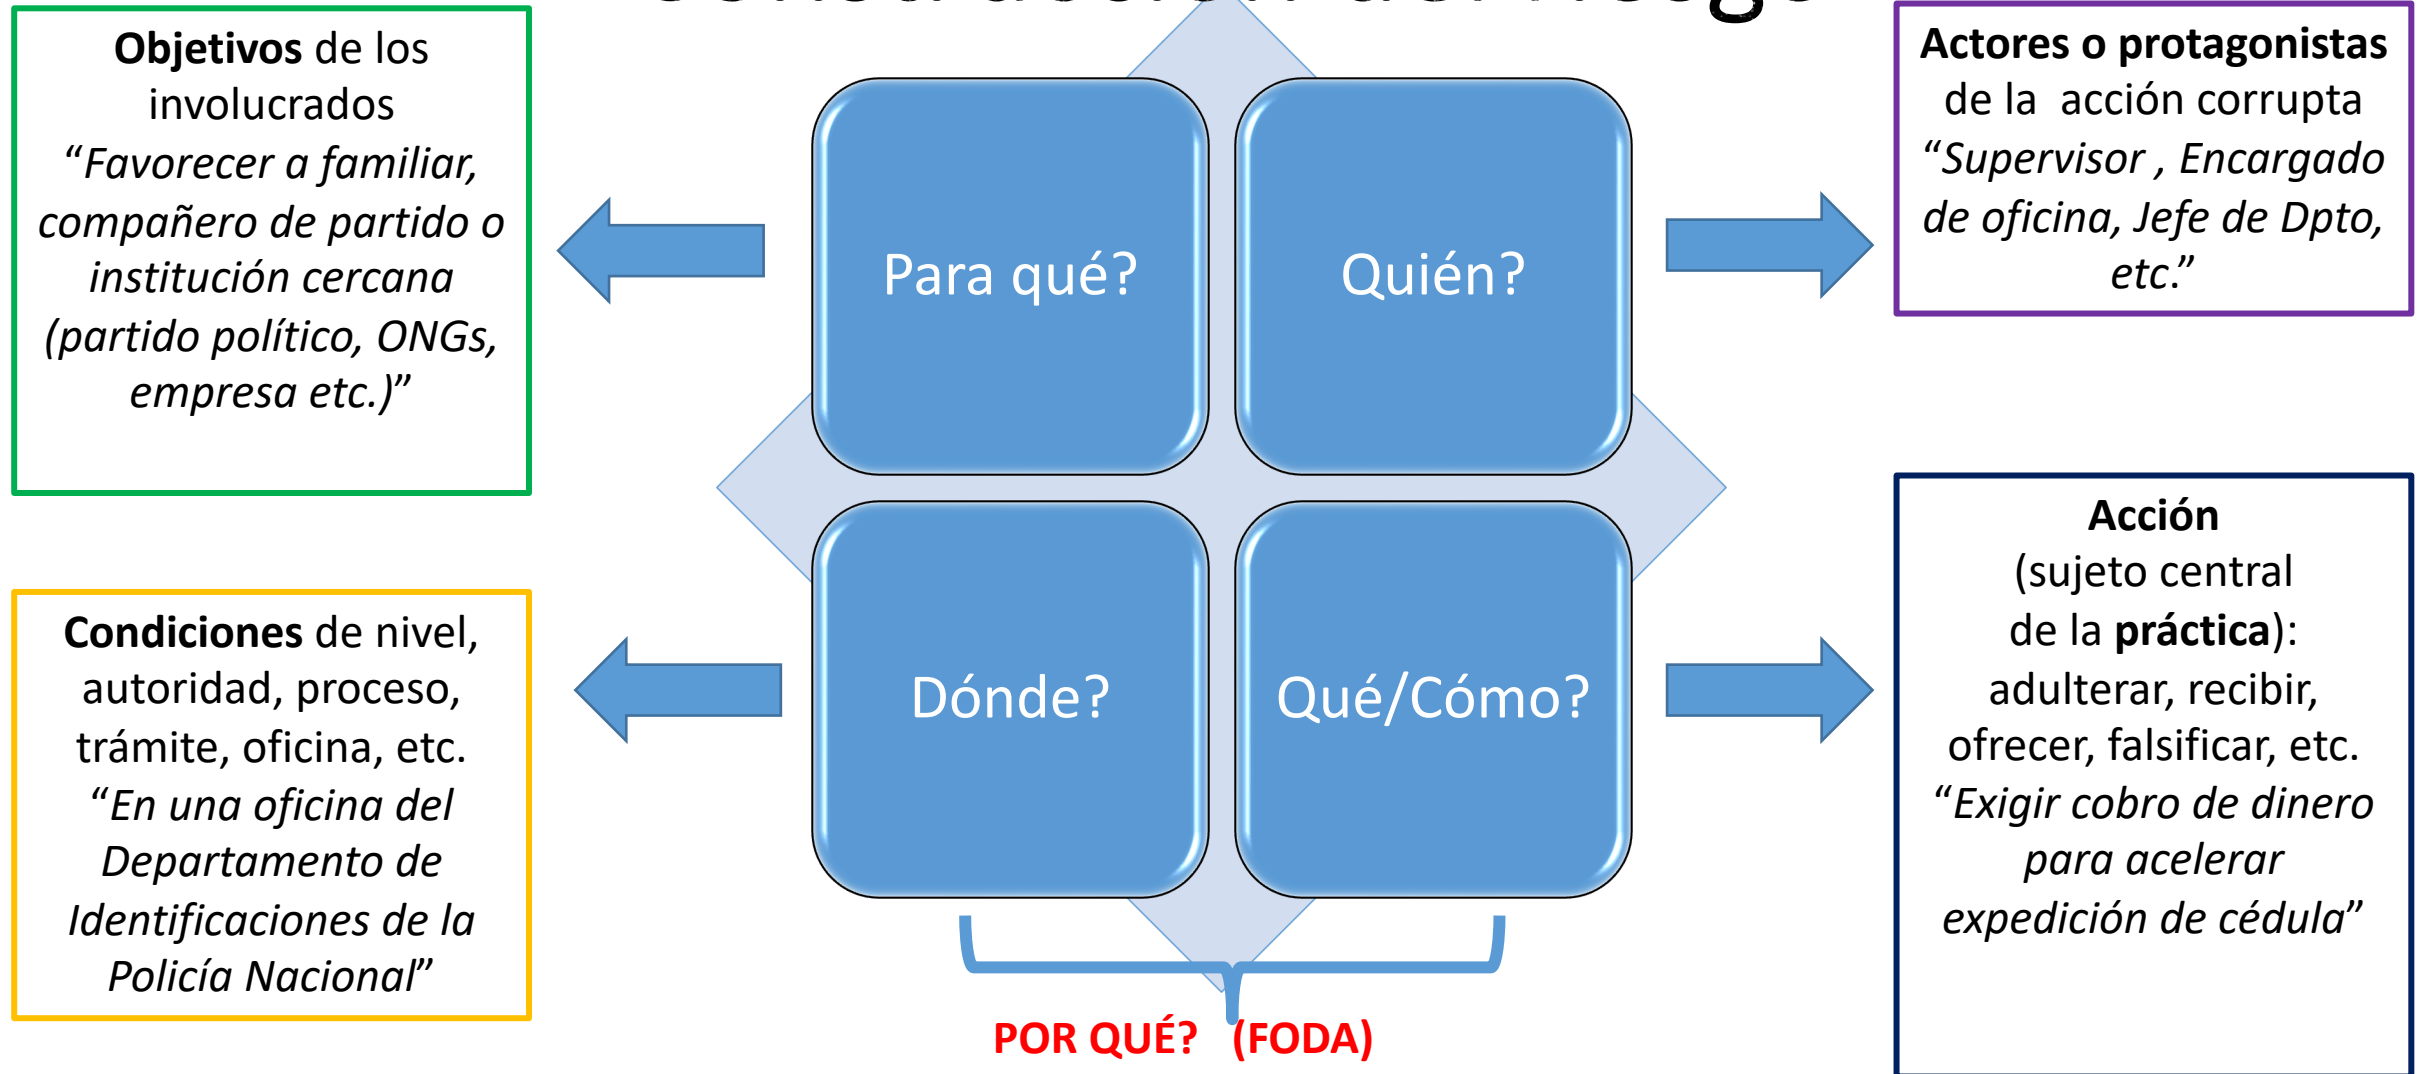 Objetivos de los
involucrados
“Favorecer a familiar,
compañero de partido o
institución cercana
(partido político, ONGs,
empresa etc.)”
Para qué?
Quién?
Actores o protagonistas
de la acción corrupta
“Supervisor , Encargado
de oficina, Jefe de Dpto,
etc.”
Condiciones de nivel,
autoridad, proceso,
trámite, oficina, etc.
“En una oficina del
Departamento de
Identificaciones de la
Policía Nacional”
Dónde?
Qué/Cómo?
Acción
(sujeto central
de la práctica):
adulterar, recibir,
ofrecer, falsificar, etc.
“Exigir cobro de dinero
para acelerar
expedición de cédula”
POR QUÉ? (FODA)